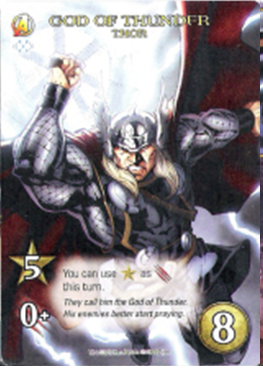 GOD OF THUNDER
THOR
5
You can use as
this turn.
They call him the God of Thunder.
His enemies better start praying.
0+
8